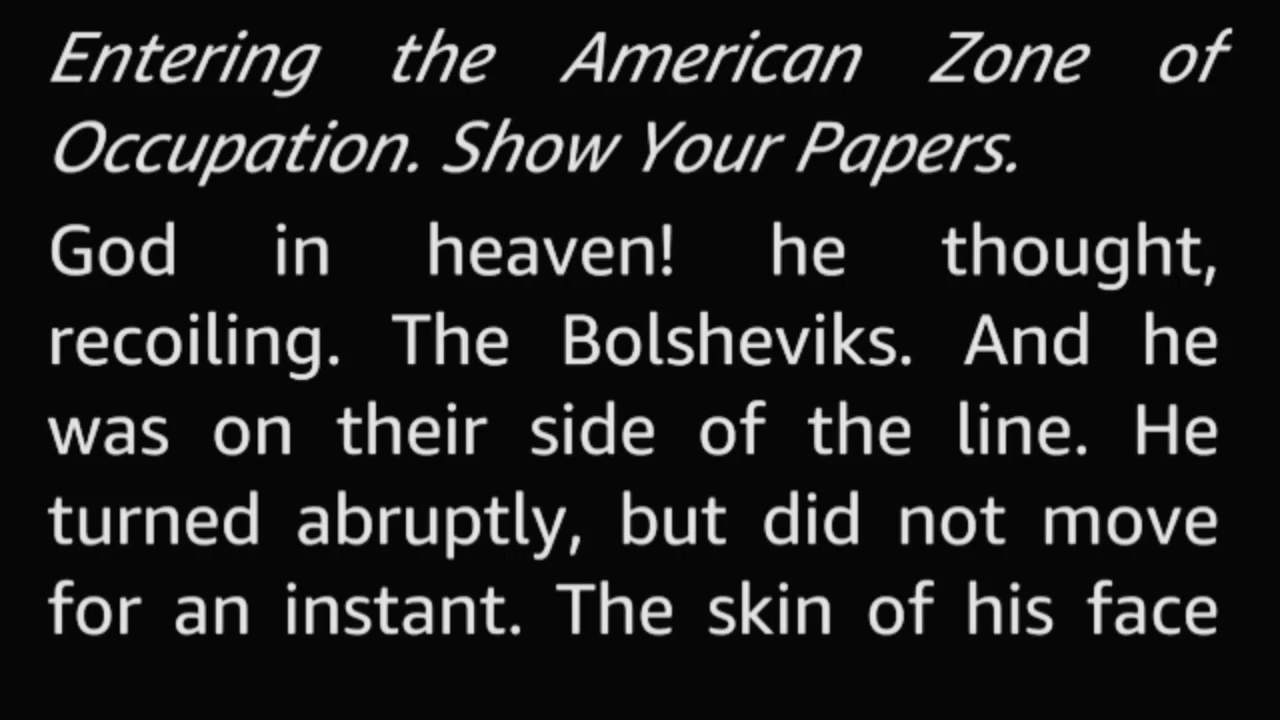 Entering the American Zone of
Occupation. Show Your Papers.
God in heaven! he thought,
recoiling. The Bolsheviks. And he
was on their side of the line. He
turned abruptly, but did not move
for an instant. The skin of his face